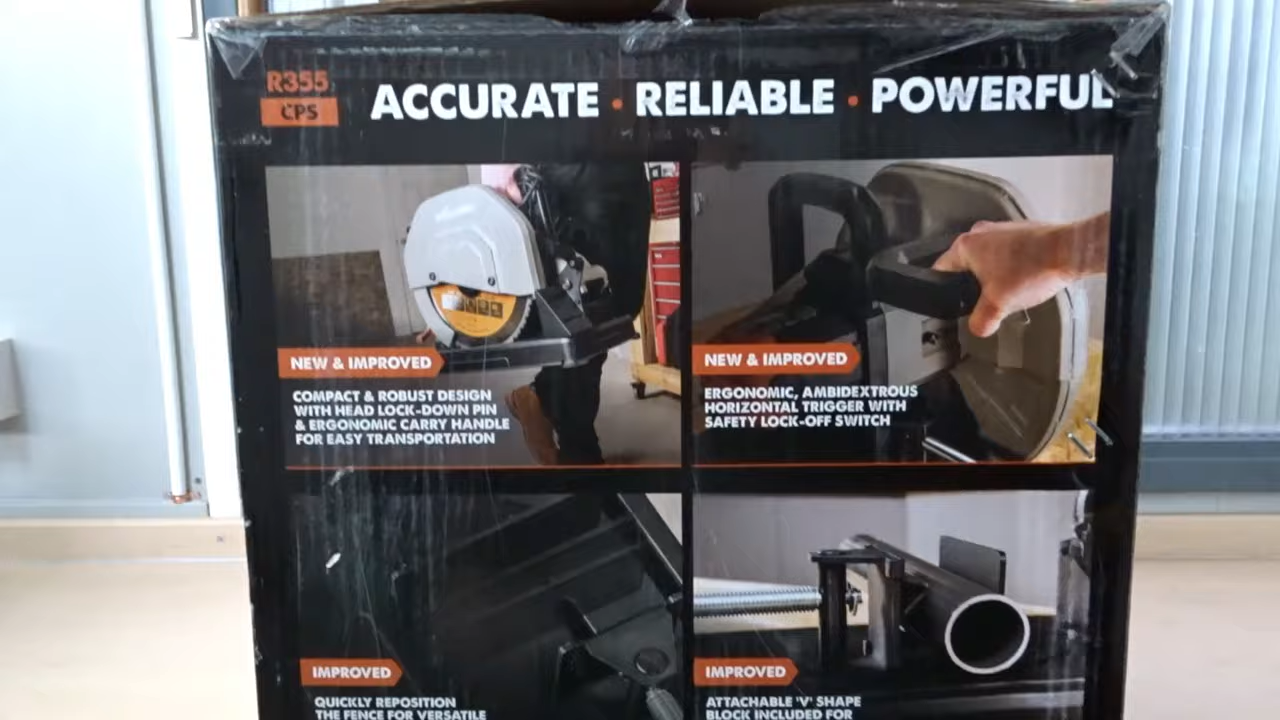 R355
CPS
ACCURATE · RELIABLE · POWERFUL
NEW & IMPROVED
COMPACT & ROBUST DESIGN
WITH HEAD LOCK-DOWN PIN
& ERGONOMIC CARRY HANDLE
FOR EASY TRANSPORTATION
NEW & IMPROVED
ERGONOMIC, AMBIDEXTROUS
HORIZONTAL TRIGGER WITH
SAFETY LOCK-OFF SWITCH
IMPROVED
QUICKLY REPOSITION
THE FENCE FOR VERSATILE
IMPROVED
ATTACHABLE 'V' SHAPE
BLOCK INCLUDED FOR